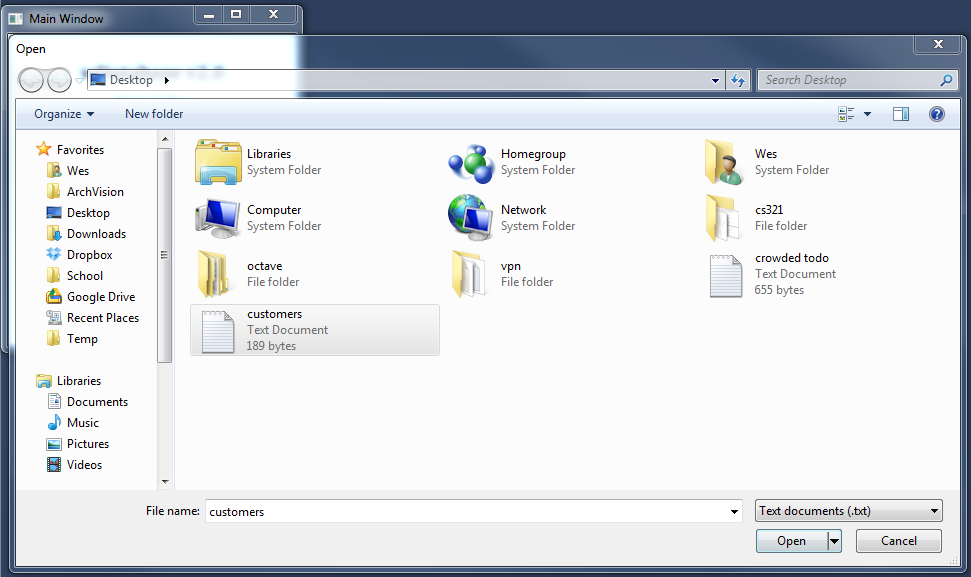 Main Window
Open
Desktop
Search Desktop
Organize
New folder
Favorites
Wes
ArchVision
Desktop
Downloads
Dropbox
School
Google Drive
Recent Places
Temp
Libraries
Documents
Music
Pictures
Videos
Libraries
System Folder
Homegroup
System Folder
Wes
System Folder
Computer
System Folder
Network
System Folder
cs321
File folder
octave
File folder
vpn
File folder
crowded todo
Text Document
655 bytes
customers
Text Document
189 bytes
File name:
customers
Text documents (.txt)
Open
Cancel